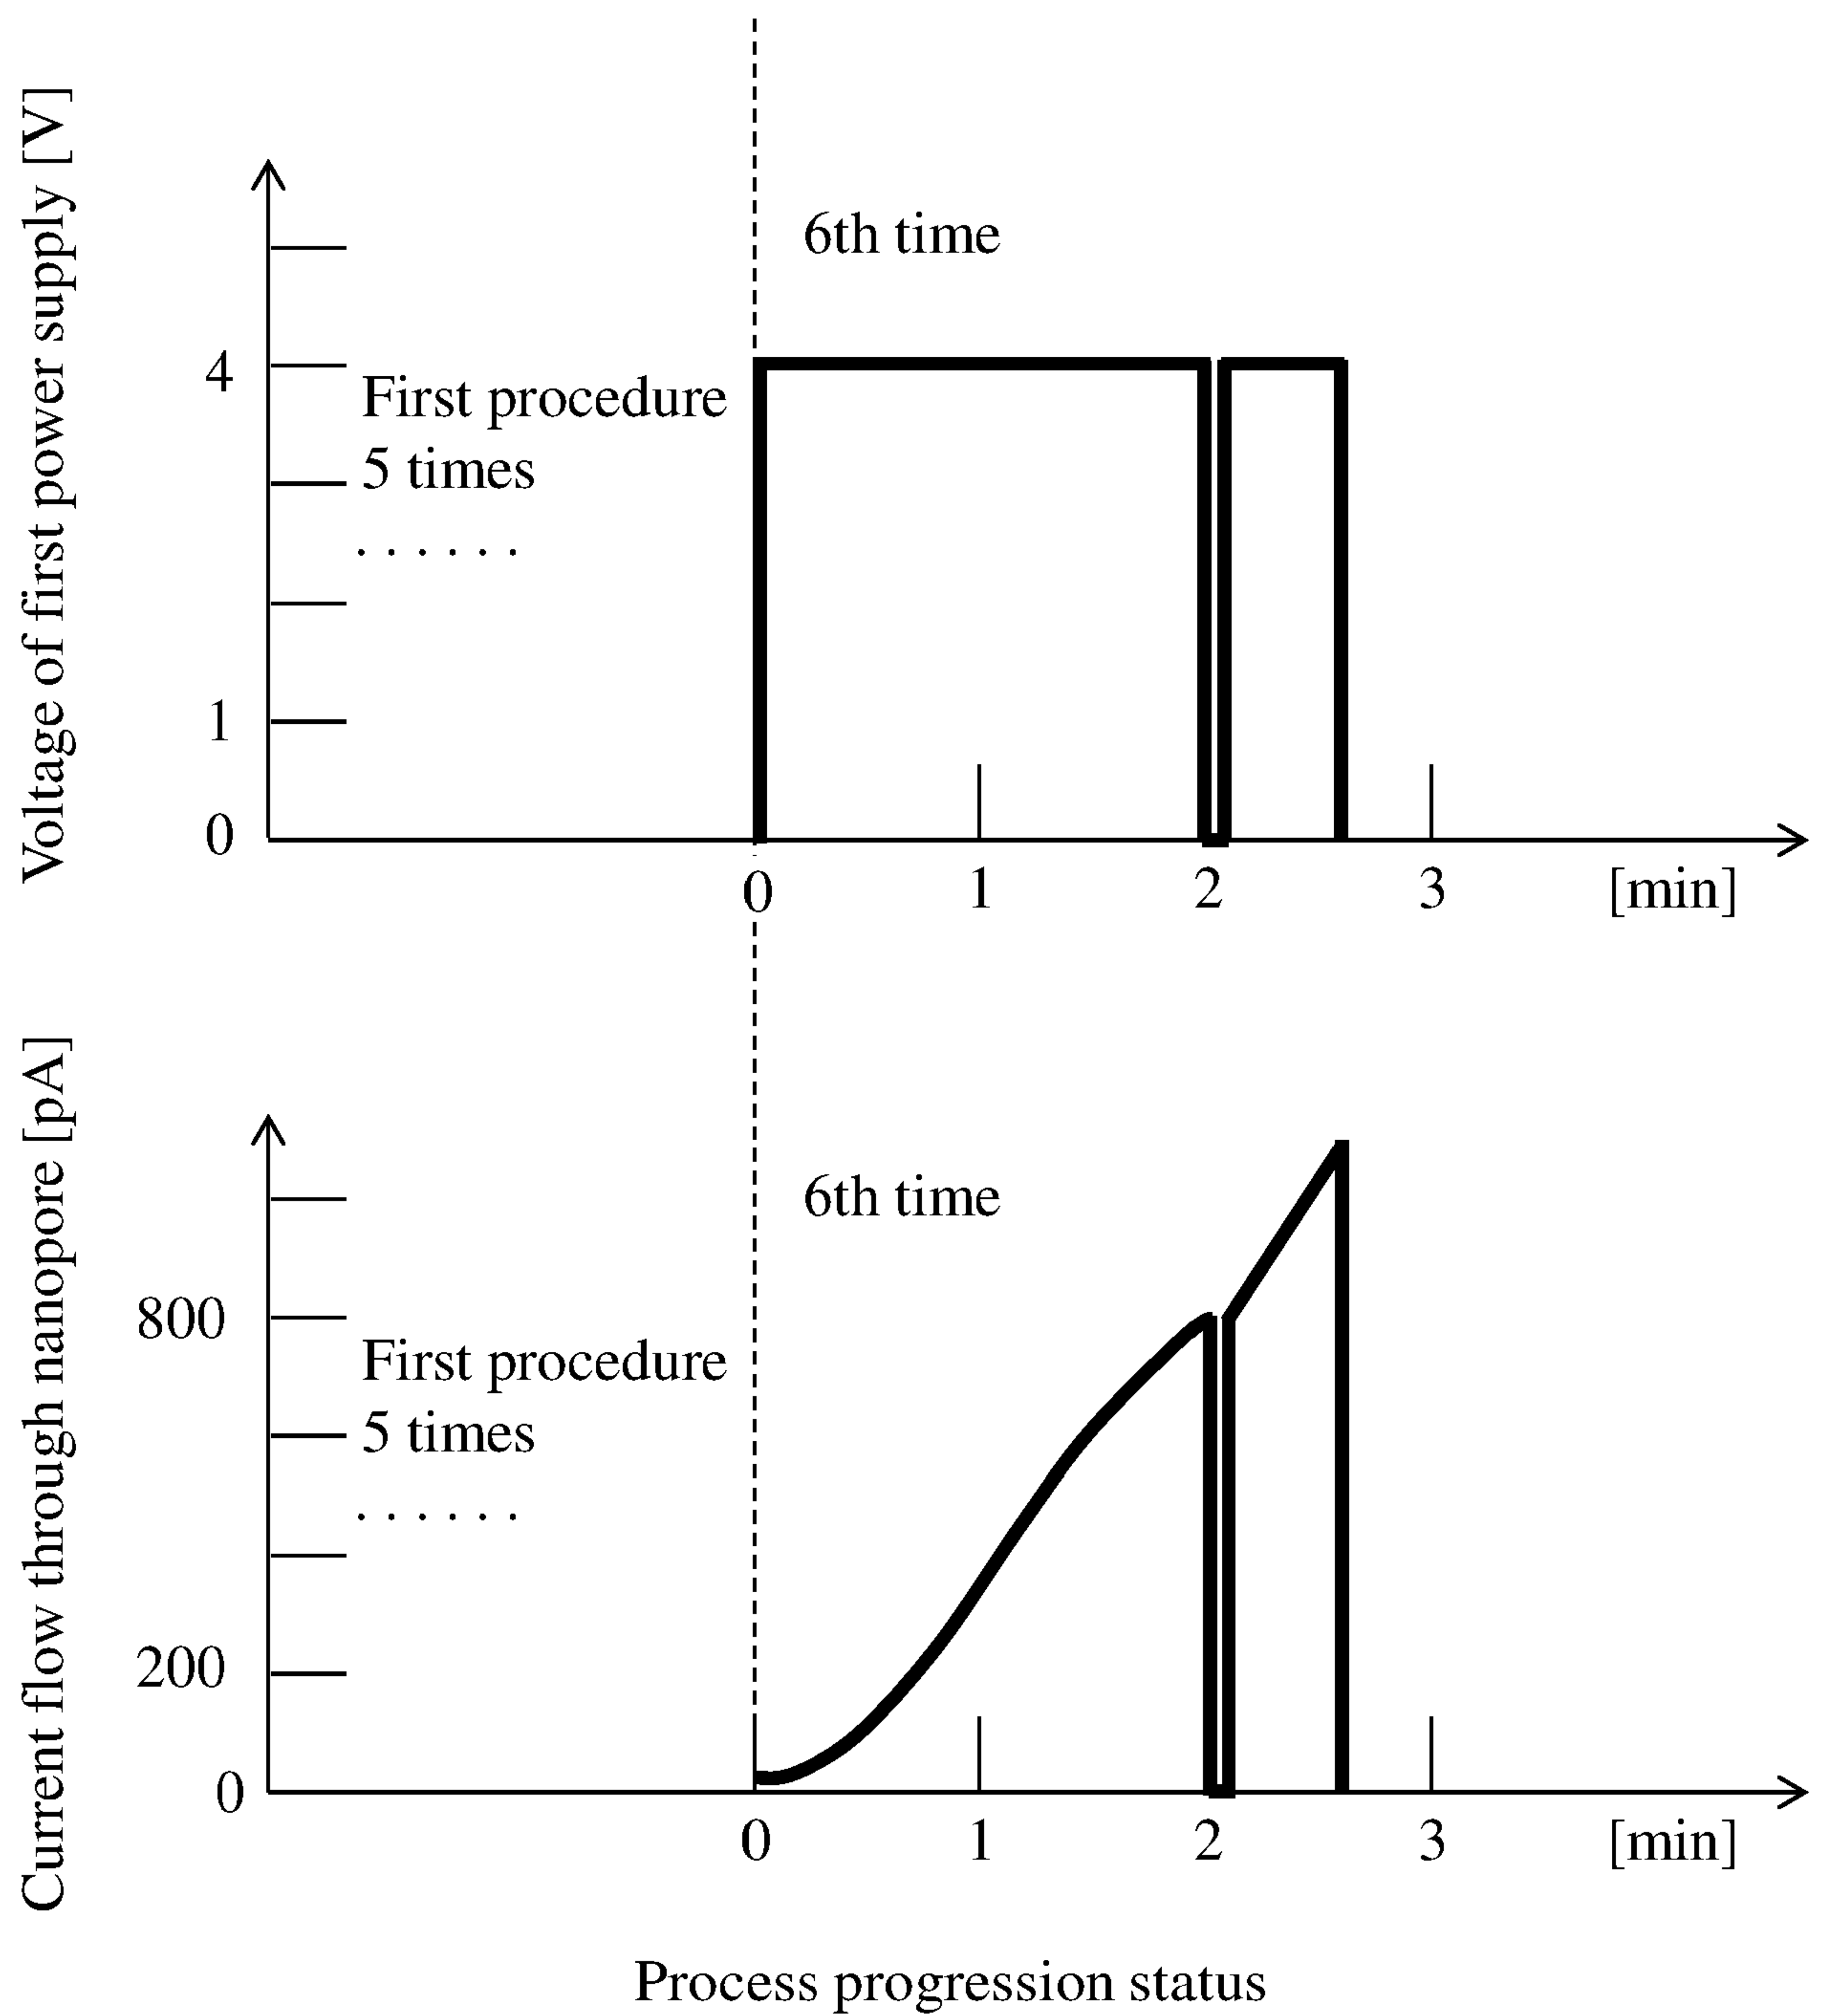 Voltage of first power supply [V]
6th time
4
First procedure
5 times
. . . . . .
1
0
0 1 2 3 [min]
Current flow through nanopore [pA]
6th time
800
First procedure
5 times
. . . . . .
200
0
0 1 2 3 [min]
Process progression status